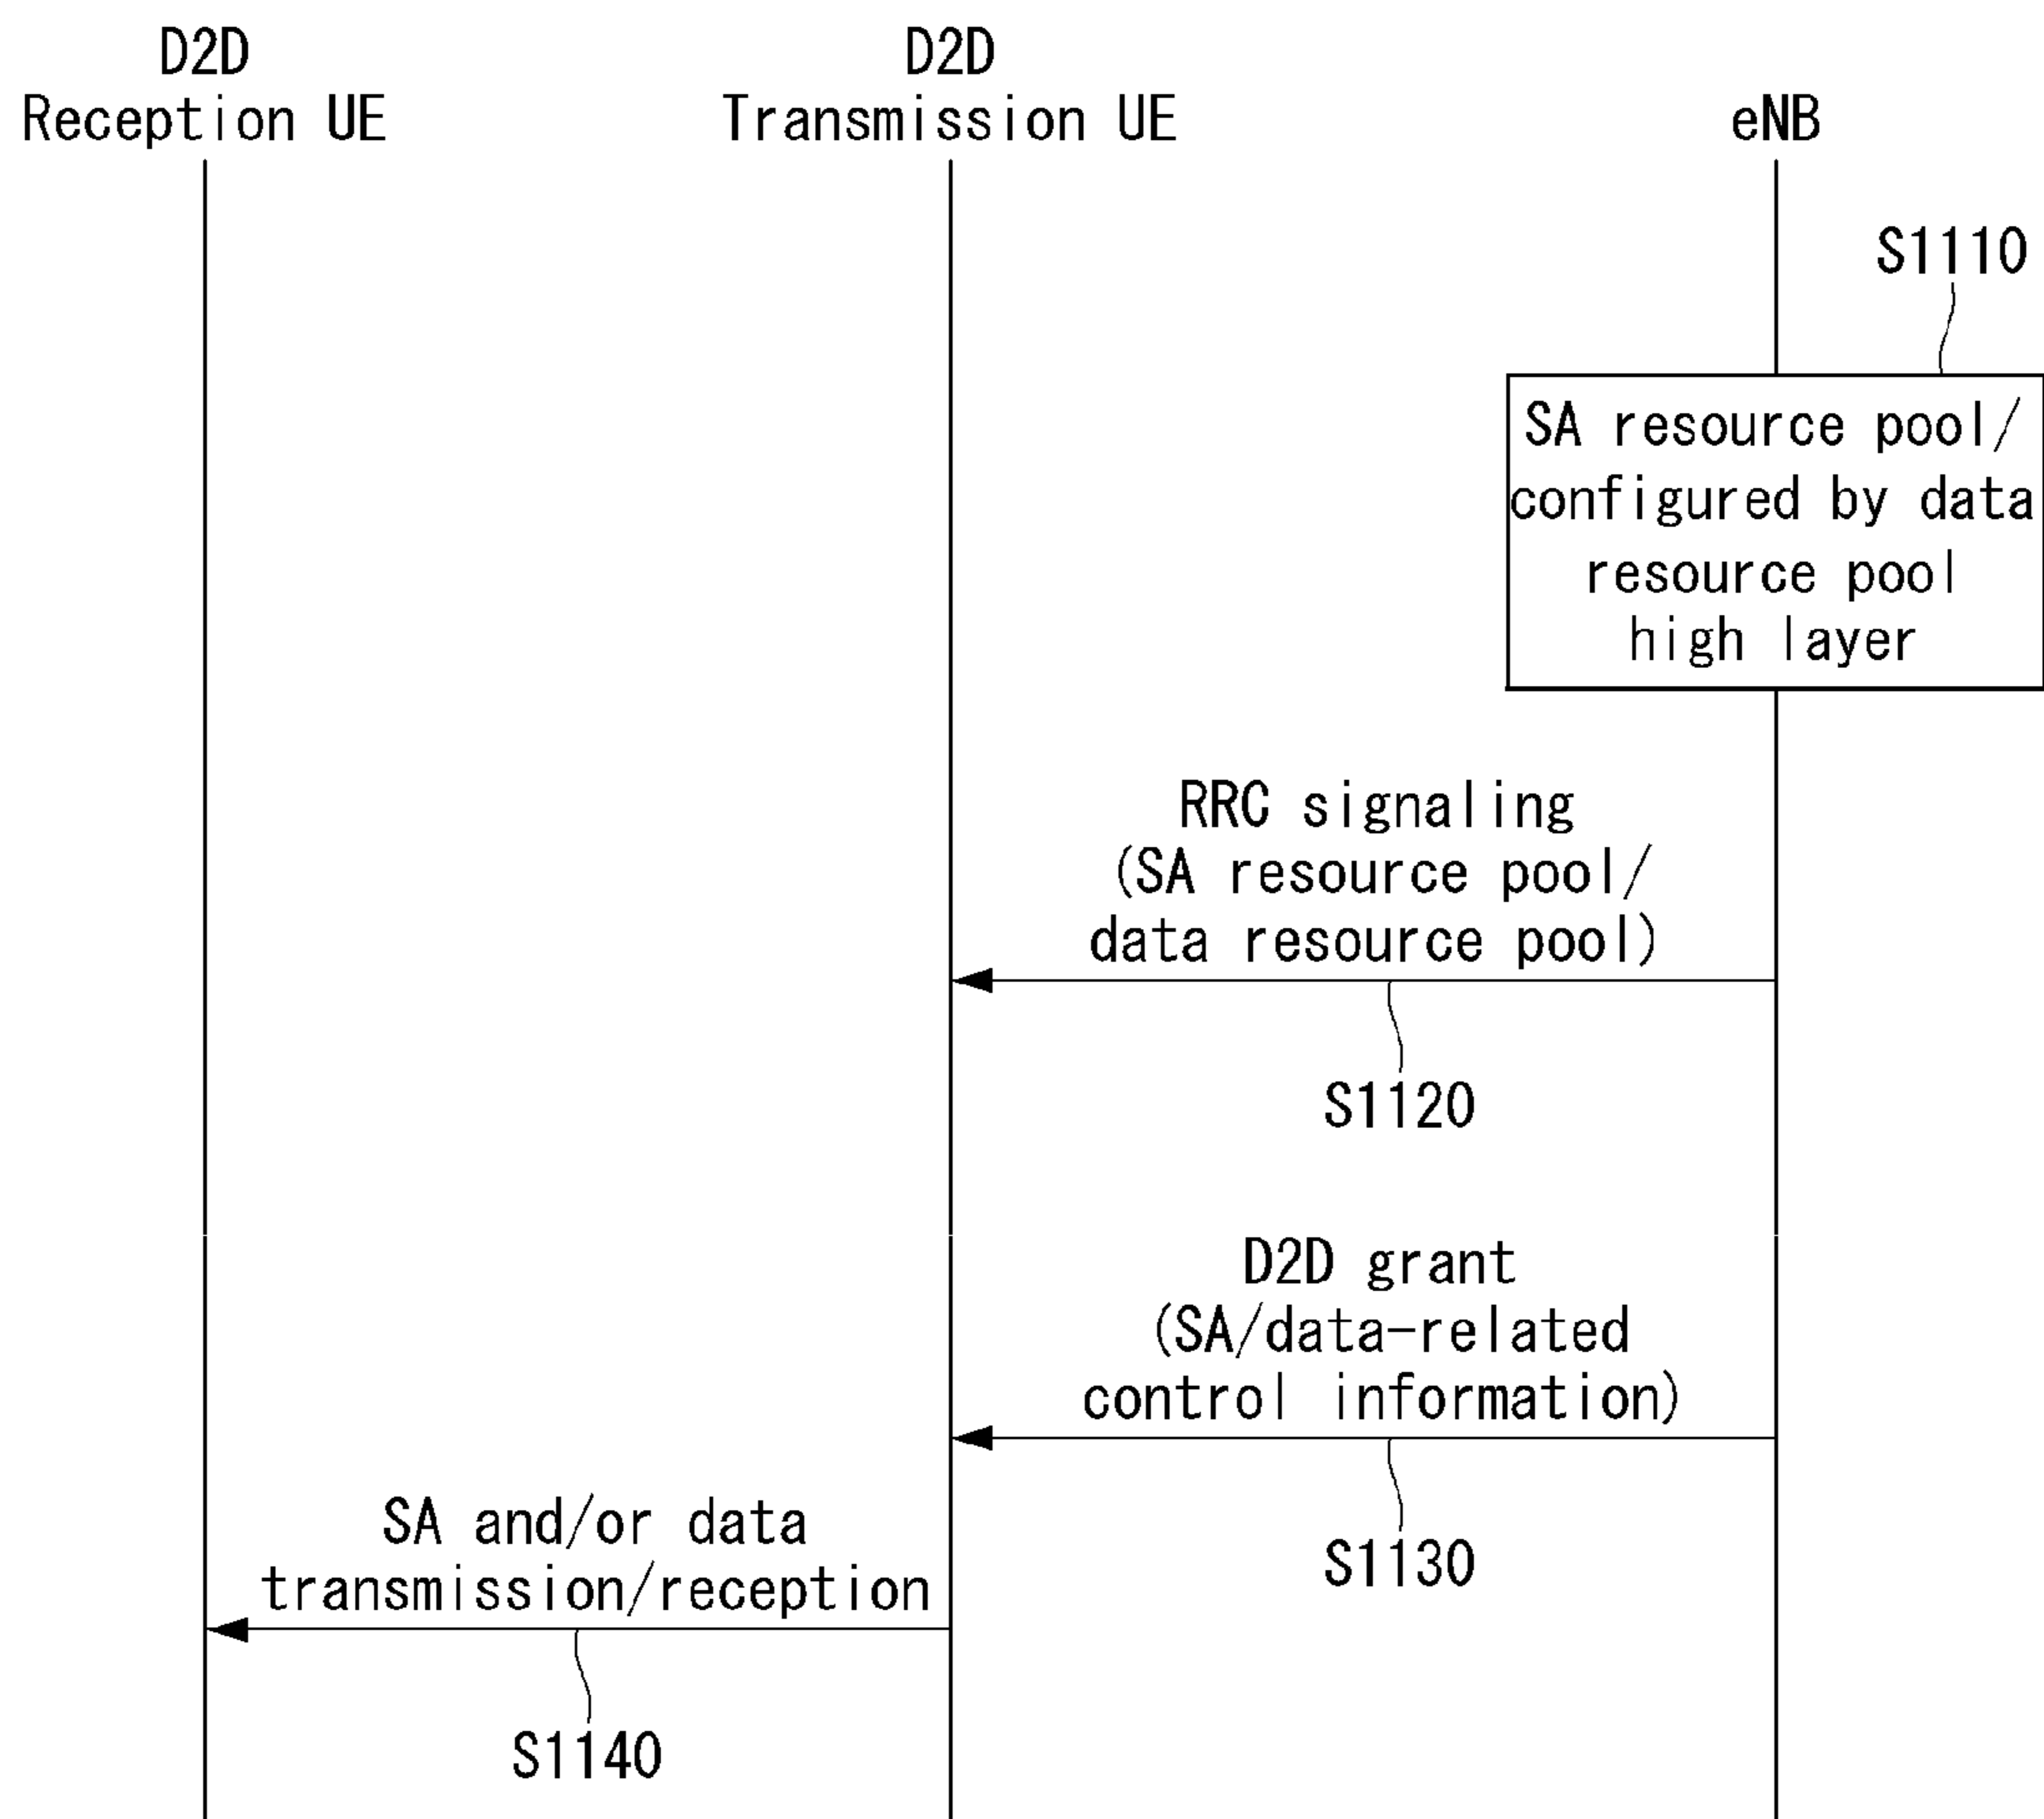 D2D
Reception UE
D2D
Transmission UE
eNB
S1110
SA resource pool/
configured by data
resource pool
high layer
RRC signaling
(SA resource pool/
data resource pool)
S1120
D2D grant
(SA/data-related
control information)
S1130
SA and/or data
transmission/reception
S1140